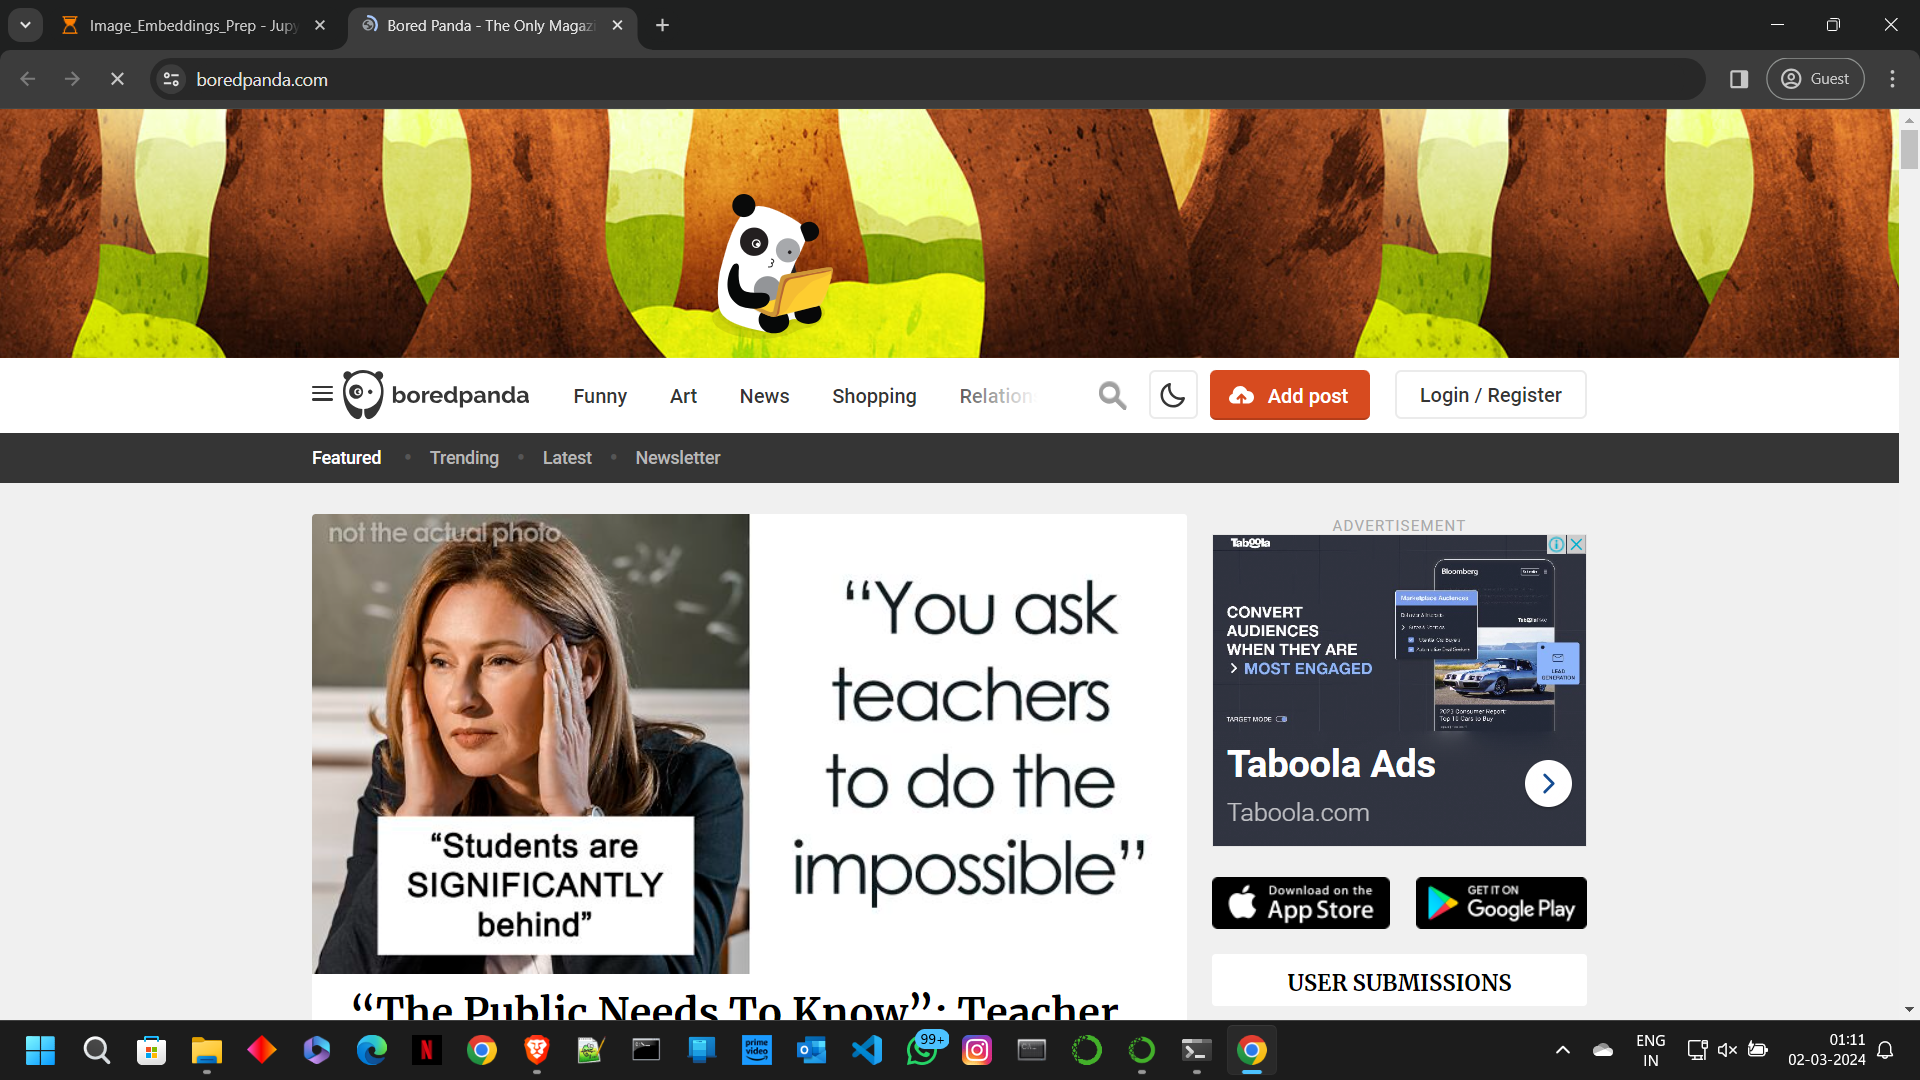 Image_Embeddings_Prep - Jupy
Bored Panda - The Only Magazi
boredpanda.com
Guest
boredpanda
Funny
Art
News
Shopping
Relation
Add post
Login / Register
Featured
Trending
Latest
Newsletter
not the actual photo
“Students are
SIGNIFICANTLY
behind”
“You ask
teachers
to do the
impossible”
“The Public Needs To Know”: Teacher
ADVERTISEMENT
Taboola
CONVERT
AUDIENCES
WHEN THEY ARE
> MOST ENGAGED
TARGET MODE
Bloomberg
Marketplace Audiences
Taboola
LEAD
GENERATION
2023 Consumer Report:
Top 10 Cars to Buy
Taboola Ads
Taboola.com
Download on the
App Store
GET IT ON
Google Play
USER SUBMISSIONS
prime
video
99+
ENG
IN
01:11
02-03-2024